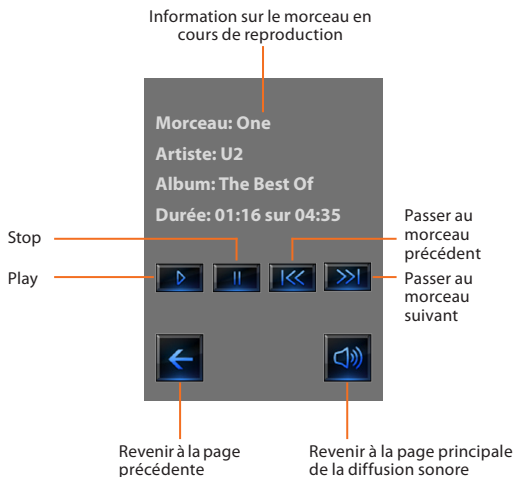 Information sur le morceau en
cours de reproduction
Morceau: One
Artiste: U2
Album: The Best Of
Durée: 01:16 sur 04:35
Stop
Play
Passer au
morceau
précédent
Passer au
morceau
suivant
Revenir à la page
précédente
Revenir à la page principale
de la diffusion sonore